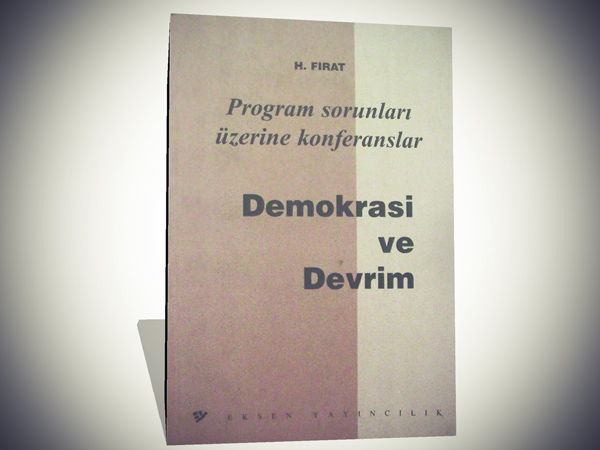 H. FIRAT
Program sorunları
üzerine konferanslar
Demokrasi
ve
Devrim
EKSEN YAYINCILIK